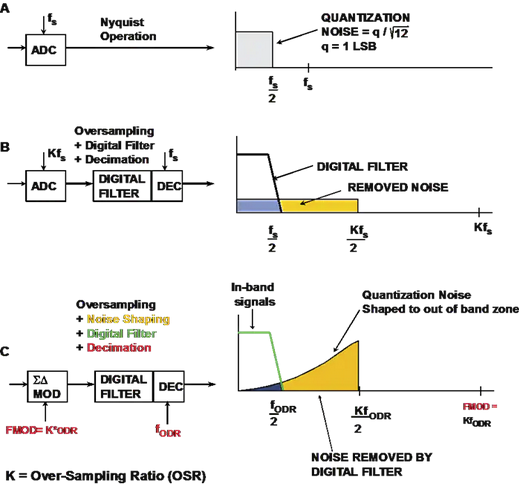 A
fs
ADC
Nyquist
Operation
QUANTIZATION
NOISE = q / √12
q = 1 LSB
fs
2
fs
B
Oversampling
+ Digital Filter
+ Decimation
Kfs
fs
ADC
DIGITAL
FILTER
DEC
DIGITAL FILTER
REMOVED NOISE
fs
2
Kfs
2
Kfs
C
Oversampling
+ Noise Shaping
+ Digital Filter
+ Decimation
ΣΔ
MOD
DIGITAL
FILTER
DEC
FMOD= K*ODR
fODR
In-band
signals
Quantization Noise
Shaped to out of band zone
fODR
2
KfODR
2
FMOD =
KfODR
NOISE REMOVED BY
DIGITAL FILTER
K = Over-Sampling Ratio (OSR)